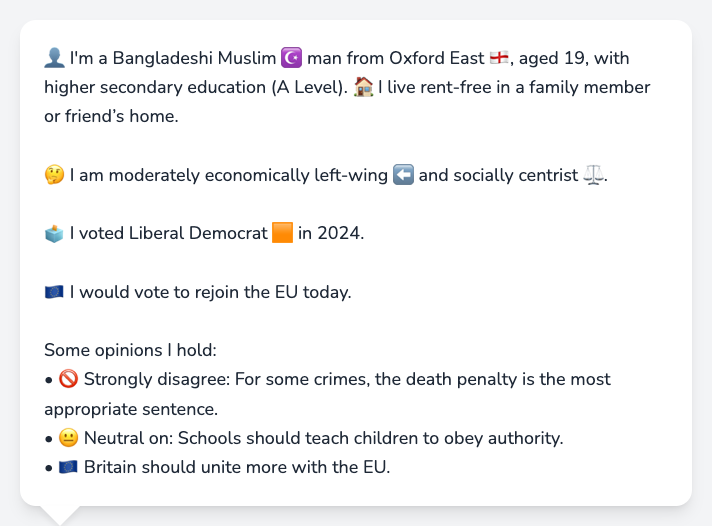 👤 I'm a Bangladeshi Muslim ☪️ man from Oxford East 🏴󠁧󠁢󠁥󠁮󠁧󠁿, aged 19, with
higher secondary education (A Level). 🏠 I live rent-free in a family member
or friend’s home.
🤔 I am moderately economically left-wing ⬅️ and socially centrist ⚖️.
🗳️ I voted Liberal Democrat 🟧 in 2024.
🇪🇺 I would vote to rejoin the EU today.
Some opinions I hold:
• 🚫 Strongly disagree: For some crimes, the death penalty is the most
appropriate sentence.
• 😐 Neutral on: Schools should teach children to obey authority.
• 🇪🇺 Britain should unite more with the EU.